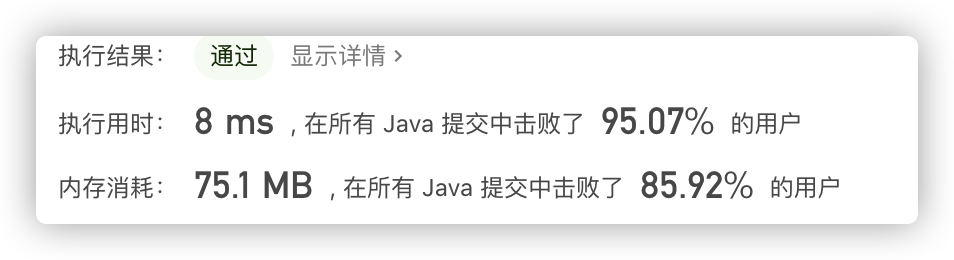 执行结果： 通过 显示详情 >
执行用时： 8 ms , 在所有 Java 提交中击败了 95.07% 的用户
内存消耗： 75.1 MB , 在所有 Java 提交中击败了 85.92% 的用户